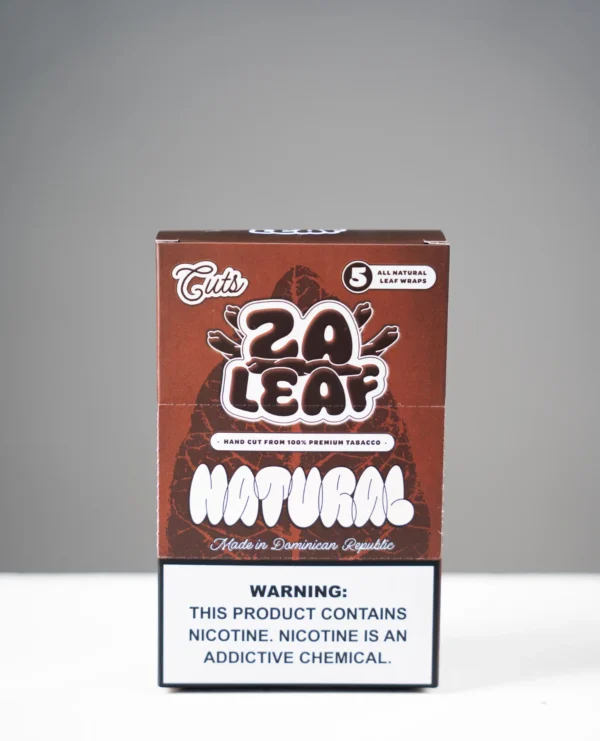 LEAF
Cuts
5 ALL NATURAL
LEAF WRAPS
ZA
LEAF
· HAND CUT FROM 100% PREMIUM TABACCO ·
NATURAL
Made in Dominican Republic
WARNING:
THIS PRODUCT CONTAINS
NICOTINE. NICOTINE IS AN
ADDICTIVE CHEMICAL.